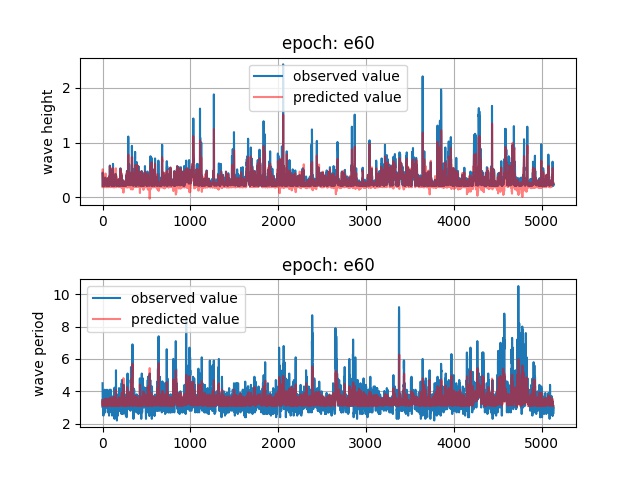 epoch: e60
wave height
2
1
0
observed value
predicted value
0 1000 2000 3000 4000 5000
epoch: e60
wave period
10
8
6
4
2
observed value
predicted value
0 1000 2000 3000 4000 5000